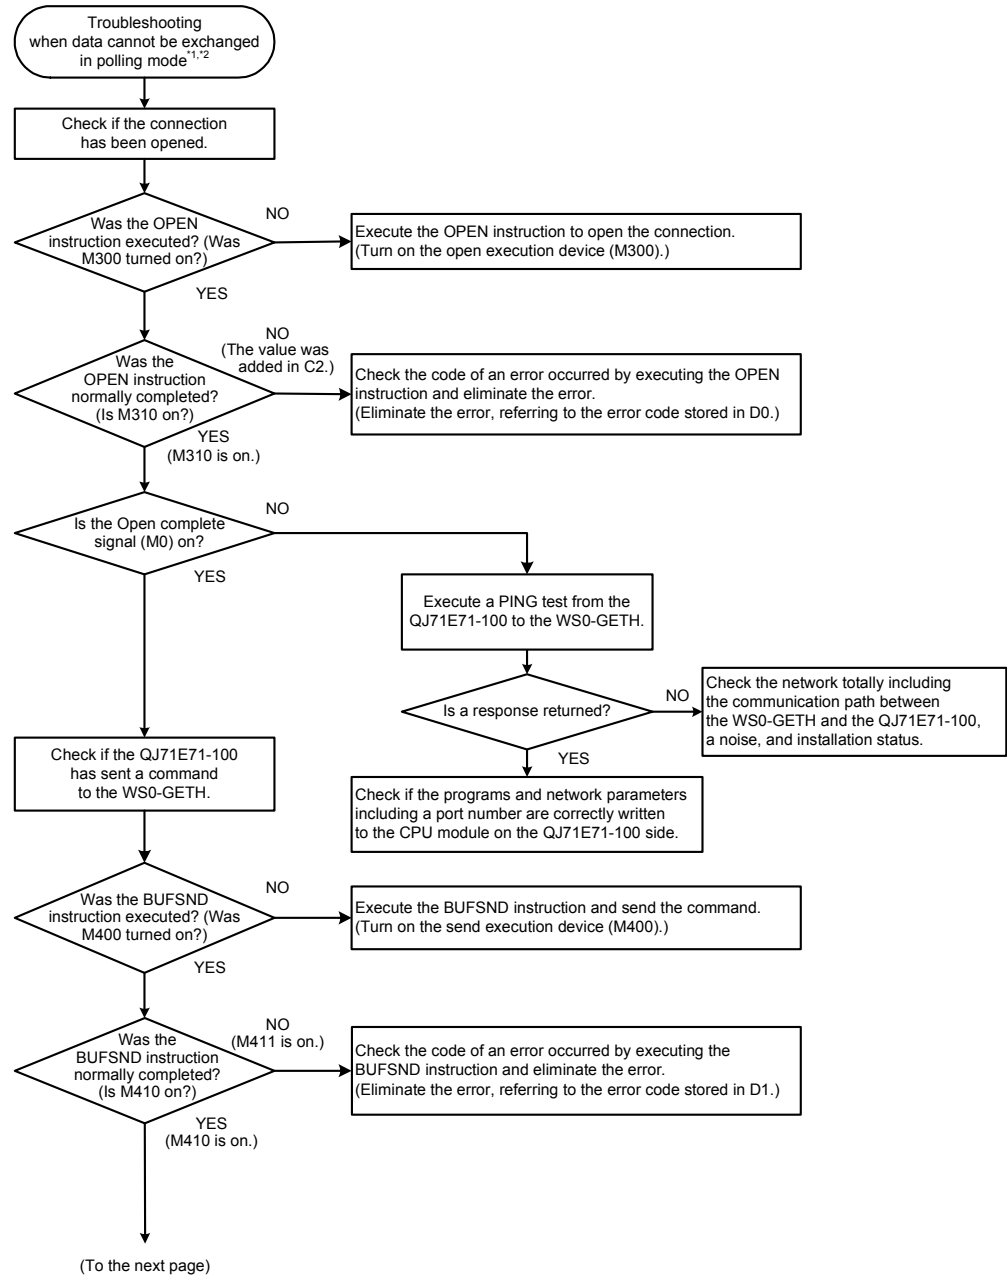 Troubleshooting
when data cannot be exchanged
in polling mode*1,*2
Check if the connection
has been opened.
Was the OPEN
instruction executed? (Was
M300 turned on?)
NO
Execute the OPEN instruction to open the connection.
(Turn on the open execution device (M300).)
YES
Was the
OPEN instruction
normally completed?
(Is M310 on?)
NO
(The value was
added in C2.)
Check the code of an error occurred by executing the OPEN
instruction and eliminate the error.
(Eliminate the error, referring to the error code stored in D0.)
YES
(M310 is on.)
Is the Open complete
signal (M0) on?
NO
YES
Execute a PING test from the
QJ71E71-100 to the WS0-GETH.
Is a response returned?
NO
Check the network totally including
the communication path between
the WS0-GETH and the QJ71E71-100,
a noise, and installation status.
YES
Check if the programs and network parameters
including a port number are correctly written
to the CPU module on the QJ71E71-100 side.
Check if the QJ71E71-100
has sent a command
to the WS0-GETH.
Was the BUFSND
instruction executed? (Was
M400 turned on?)
NO
Execute the BUFSND instruction and send the command.
(Turn on the send execution device (M400).)
YES
Was the
BUFSND instruction
normally completed?
(Is M410 on?)
NO
(M411 is on.)
Check the code of an error occurred by executing the
BUFSND instruction and eliminate the error.
(Eliminate the error, referring to the error code stored in D1.)
YES
(M410 is on.)
(To the next page)